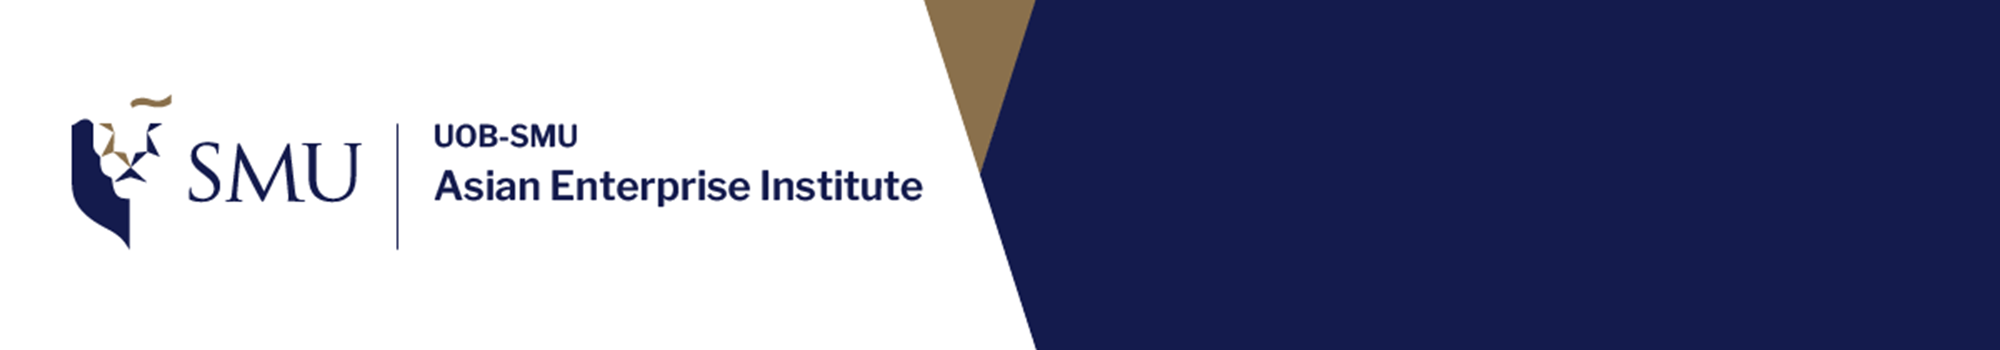 SMU
UOB-SMU
Asian Enterprise Institute